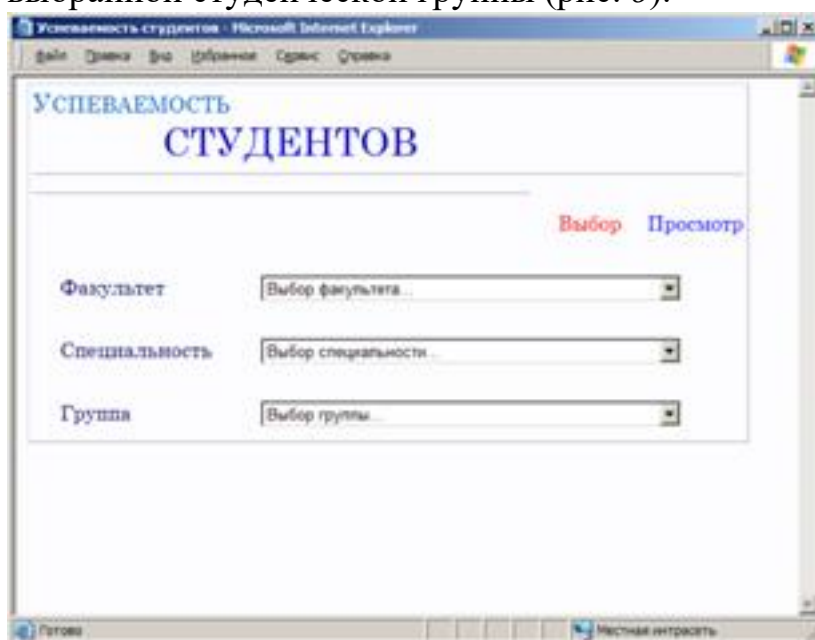 выбранной студенческой группы (рис. 6).
Успеваемость студентов - Microsoft Internet Explorer
Файл Правка Вид Избранное Сервис Справка
УСПЕВАЕМОСТЬ
СТУДЕНТОВ
Выбор Просмотр
Факультет Выбор факультета...
Специальность Выбор специальности...
Группа Выбор группы...
Готово Местная интрасеть